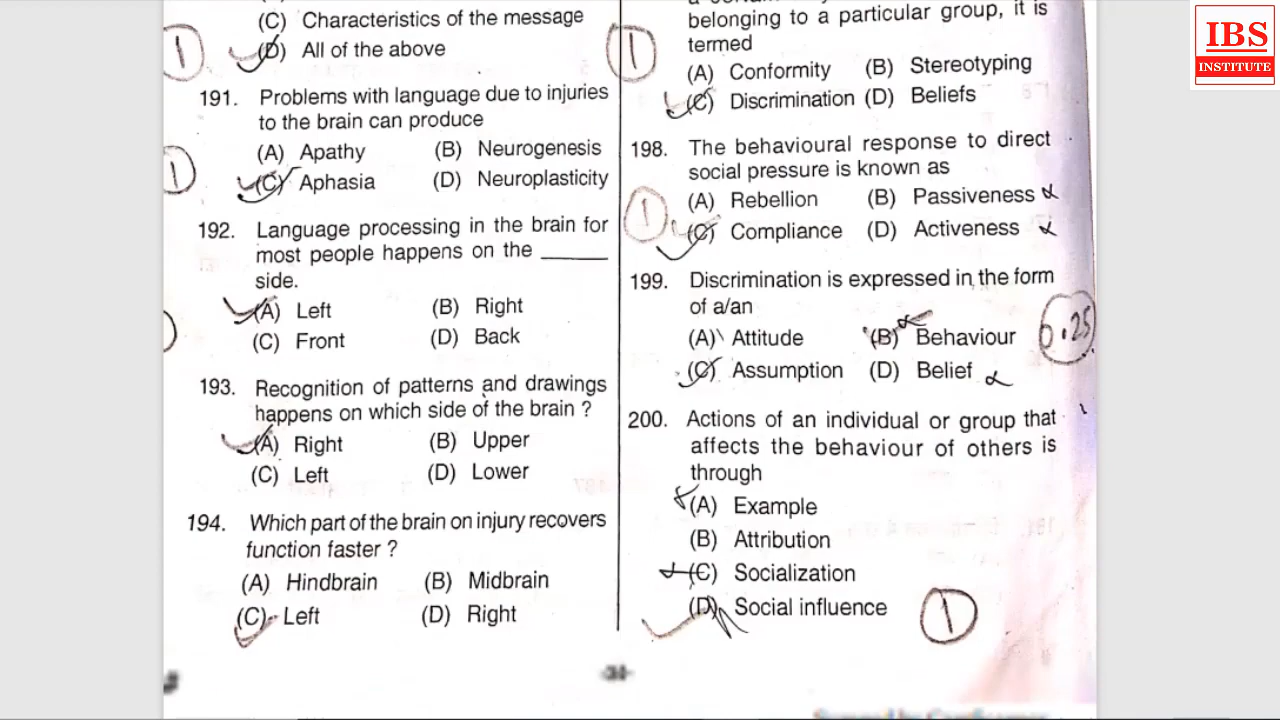 (C) Characteristics of the message
1 (D) All of the above
191. Problems with language due to injuries
to the brain can produce
(A) Apathy (B) Neurogenesis
1 (C) Aphasia (D) Neuroplasticity
192. Language processing in the brain for
most people happens on the ______
side.
(A) Left (B) Right
(C) Front (D) Back
193. Recognition of patterns and drawings
happens on which side of the brain ?
(A) Right (B) Upper
(C) Left (D) Lower
194. Which part of the brain on injury recovers
function faster ?
(A) Hindbrain (B) Midbrain
(C) Left (D) Right
belonging to a particular group, it is
1 termed
(A) Conformity (B) Stereotyping
(C) Discrimination (D) Beliefs
198. The behavioural response to direct
social pressure is known as
1 (A) Rebellion (B) Passiveness
(C) Compliance (D) Activeness
199. Discrimination is expressed in the form
of a/an
(A) Attitude (B) Behaviour 0.25
(C) Assumption (D) Belief
200. Actions of an individual or group that
affects the behaviour of others is
through
(A) Example
(B) Attribution
(C) Socialization
(D) Social influence 1
IBS
INSTITUTE